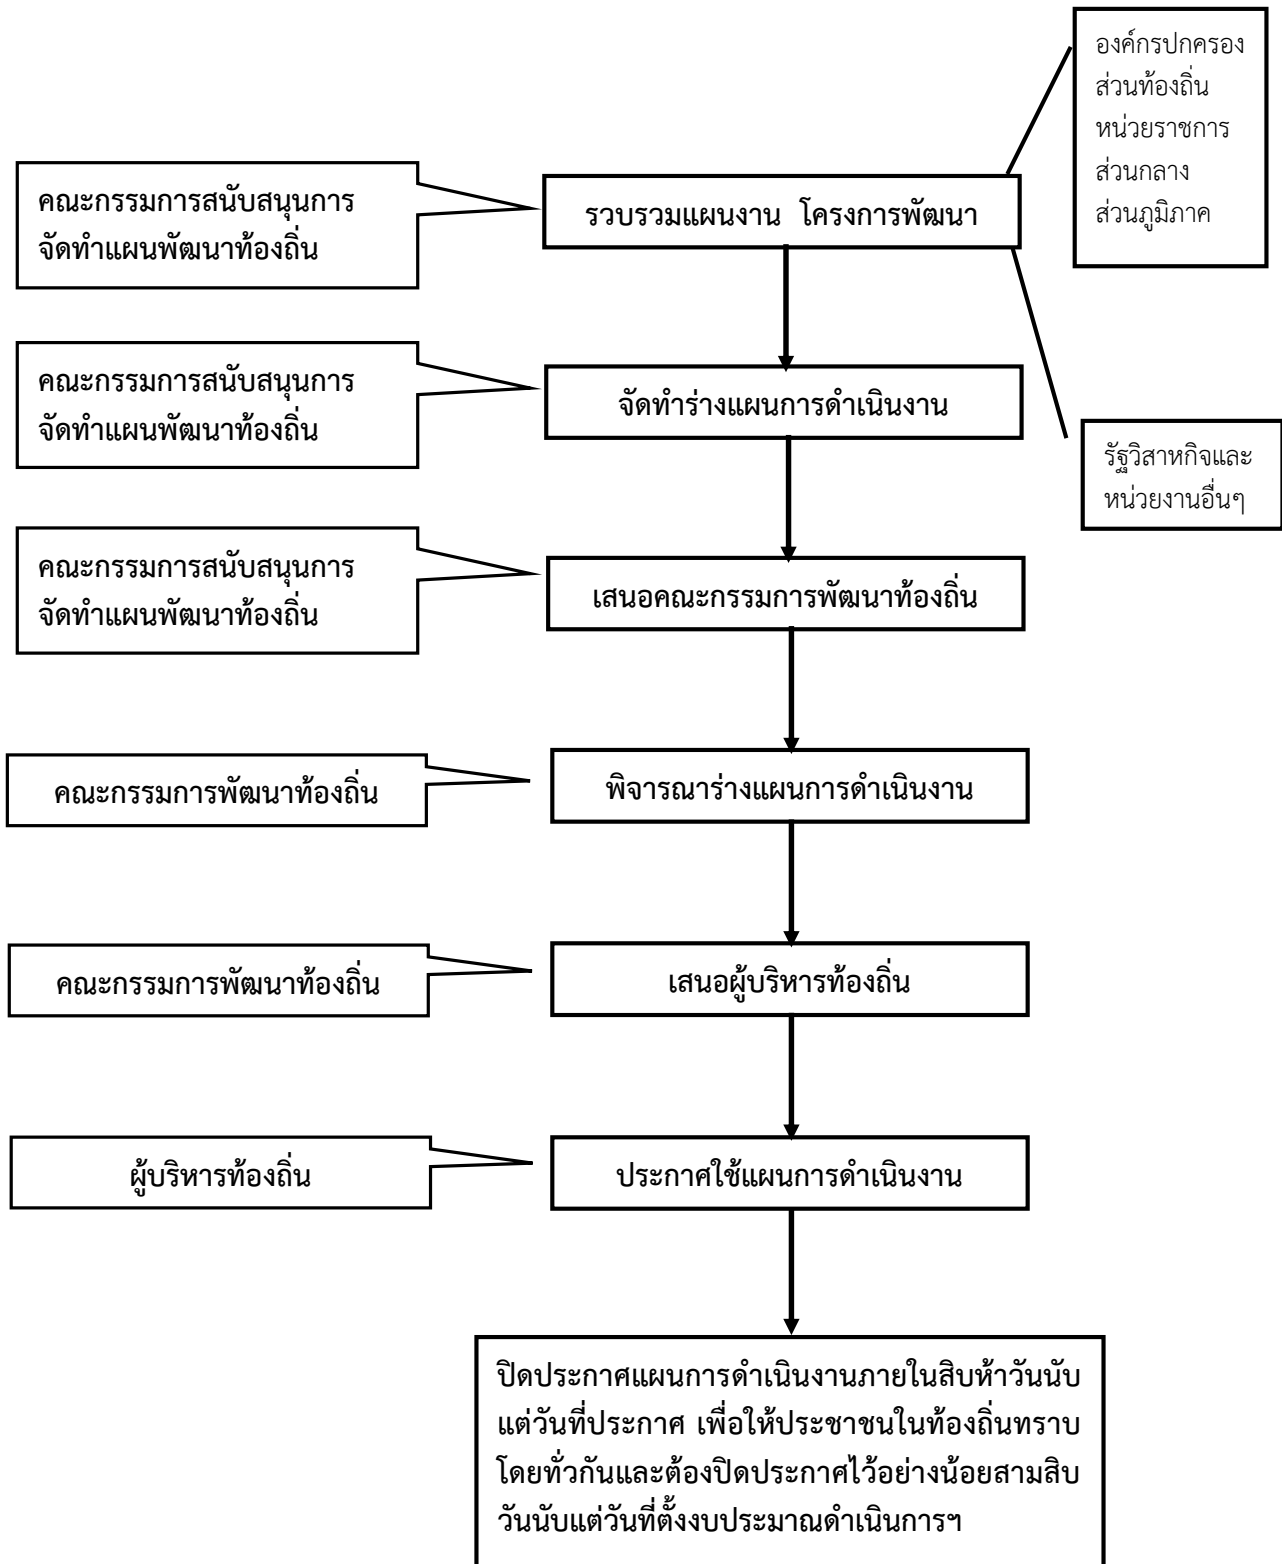 องค์กรปกครอง
ส่วนท้องถิ่น
หน่วยราชการ
ส่วนกลาง
ส่วนภูมิภาค
คณะกรรมการสนับสนุนการ
จัดทำแผนพัฒนาท้องถิ่น
รวบรวมแผนงาน โครงการพัฒนา
คณะกรรมการสนับสนุนการ
จัดทำแผนพัฒนาท้องถิ่น
จัดทำร่างแผนการดำเนินงาน
รัฐวิสาหกิจและ
หน่วยงานอื่นๆ
คณะกรรมการสนับสนุนการ
จัดทำแผนพัฒนาท้องถิ่น
เสนอคณะกรรมการพัฒนาท้องถิ่น
คณะกรรมการพัฒนาท้องถิ่น
พิจารณาร่างแผนการดำเนินงาน
คณะกรรมการพัฒนาท้องถิ่น
เสนอผู้บริหารท้องถิ่น
ผู้บริหารท้องถิ่น
ประกาศใช้แผนการดำเนินงาน
ปิดประกาศแผนการดำเนินงานภายในสิบห้าวันนับ
แต่วันที่ประกาศ เพื่อให้ประชาชนในท้องถิ่นทราบ
โดยทั่วกันและต้องปิดประกาศไว้อย่างน้อยสามสิบ
วันนับแต่วันที่ตั้งงบประมาณดำเนินการฯ